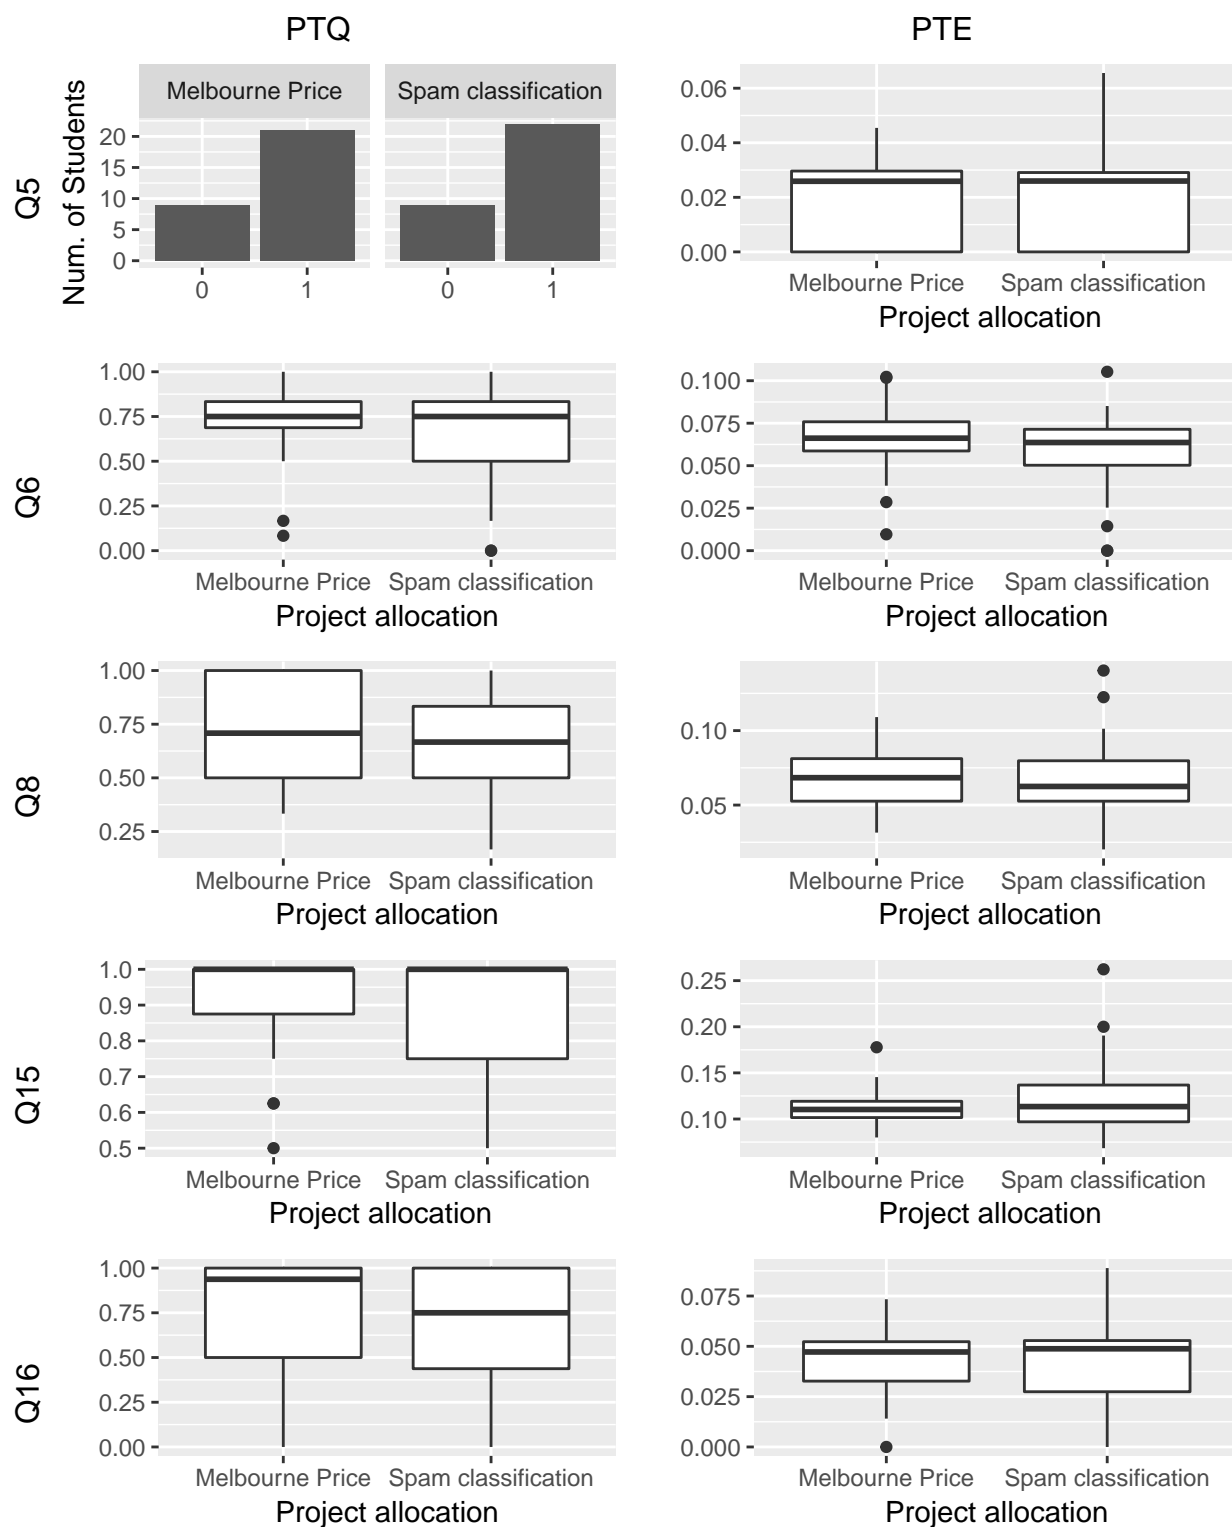 PTQ
PTE
Q5
Num. of Students
Melbourne Price
Spam classification
20
15
10
5
0
0
1
0
1
0.06
0.04
0.02
0.00
Melbourne Price
Spam classification
Project allocation
Q6
1.00
0.75
0.50
0.25
0.00
Melbourne Price
Spam classification
Project allocation
0.100
0.075
0.050
0.025
0.000
Melbourne Price
Spam classification
Project allocation
Q8
1.00
0.75
0.50
0.25
Melbourne Price
Spam classification
Project allocation
0.10
0.05
Melbourne Price
Spam classification
Project allocation
Q15
1.0
0.9
0.8
0.7
0.6
0.5
Melbourne Price
Spam classification
Project allocation
0.25
0.20
0.15
0.10
Melbourne Price
Spam classification
Project allocation
Q16
1.00
0.75
0.50
0.25
0.00
Melbourne Price
Spam classification
Project allocation
0.075
0.050
0.025
0.000
Melbourne Price
Spam classification
Project allocation